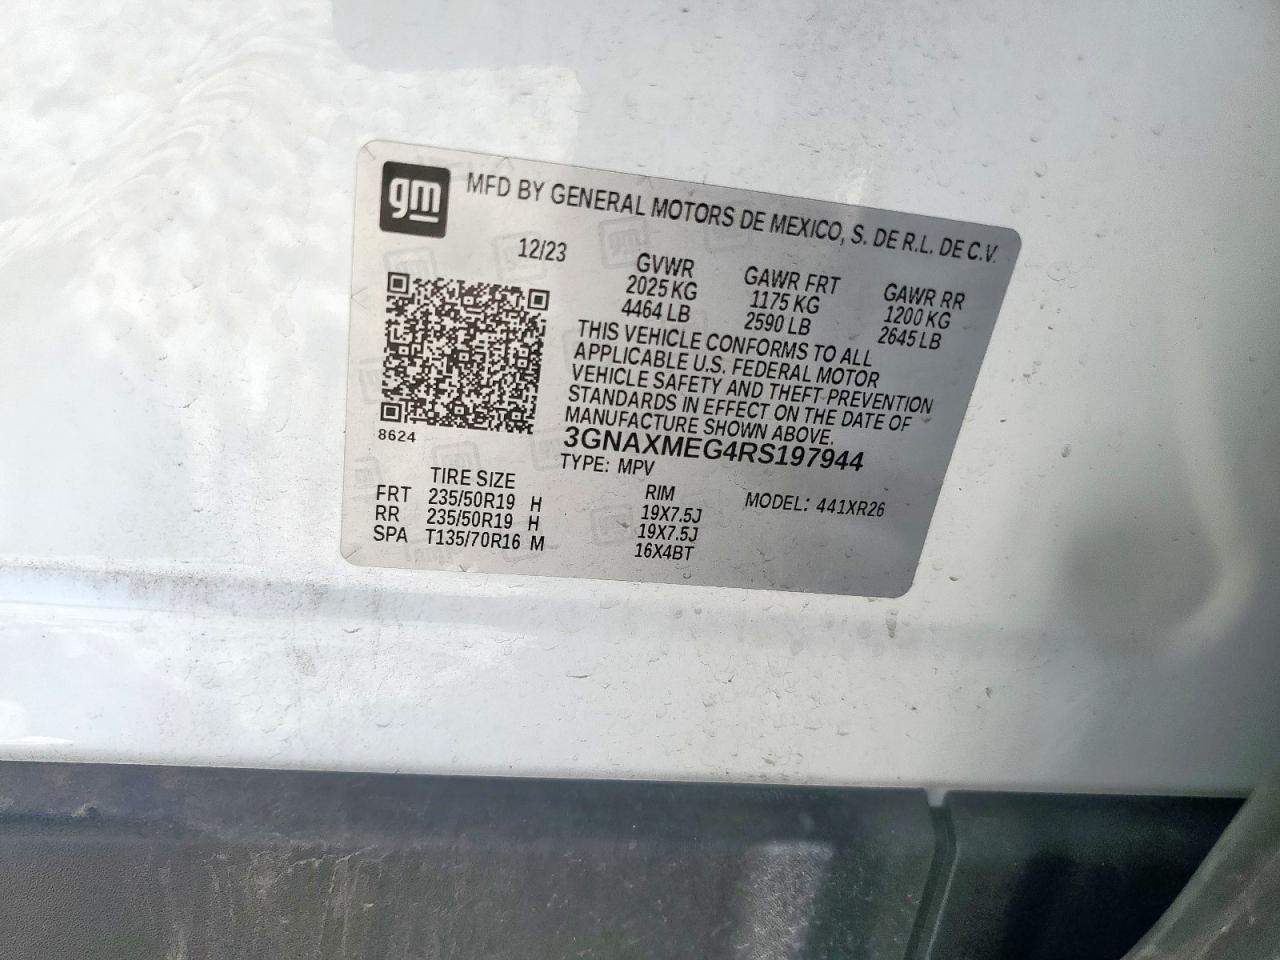 gm MFD BY GENERAL MOTORS DE MEXICO, S. DE R.L. DE C.V.
12/23 GVWR GAWR FRT GAWR RR
2025 KG 1175 KG 1200 KG
4464 LB 2590 LB 2645 LB
THIS VEHICLE CONFORMS TO ALL
APPLICABLE U.S. FEDERAL MOTOR
VEHICLE SAFETY AND THEFT PREVENTION
STANDARDS IN EFFECT ON THE DATE OF
MANUFACTURE SHOWN ABOVE.
8624 3GNAXMEG4RS197944
TYPE: MPV
TIRE SIZE RIM MODEL: 441XR26
FRT 235/50R19 H 19X7.5J
RR 235/50R19 H 19X7.5J
SPA T135/70R16 M 16X4BT